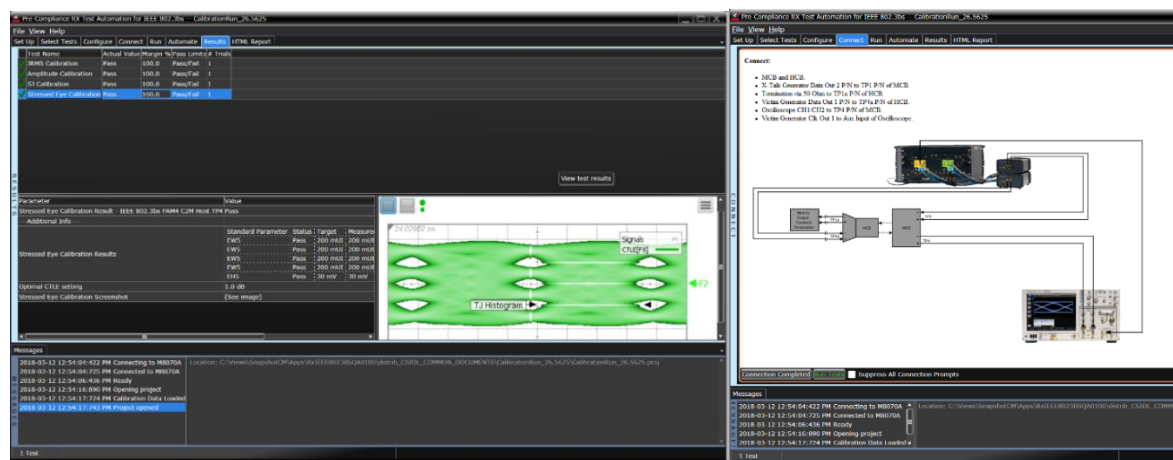 Pre-Compliance RX Test Automation for IEEE 802.3bs -- CalibrationRun_26.5625
File View Help
Set Up Select Tests Configure Connect Run Automate Results HTML Report
Test Name Actual Value Margin % Pass Limits # Trials
JRMS Calibration Pass 100.0 Pass/Fail 1
Amplitude Calibration Pass 100.0 Pass/Fail 1
SJ Calibration Pass 100.0 Pass/Fail 1
Stressed Eye Calibration Pass 100.0 Pass/Fail 1
RESULTS
View test results
Parameter Value
Stressed Eye Calibration Result - IEEE 802.3bs PAM4 C2M Host TP4 Pass
Additional Info
Standard Parameter Status Target Measured
Stressed Eye Calibration Results
EW5 Pass 200 mUI 200 mUI
EW5 Pass 200 mUI 200 mUI
EW5 Pass 200 mUI 200 mUI
EW5 Pass 200 mUI 200 mUI
EH5 Pass 30 mV 30 mV
Optimal CTLE setting 1.0 dB
Stressed Eye Calibration Screenshot (See image)
Signals
CTLE[F8]
F2
TJ Histogram
Messages
2018-03-12 12:54:04:422 PM Connecting to M8070A
2018-03-12 12:54:04:725 PM Connected to M8070A
2018-03-12 12:54:06:436 PM Ready
2018-03-12 12:54:16:890 PM Opening project
2018-03-12 12:54:17:724 PM Calibration Data Loaded
2018-03-12 12:54:17:743 PM Project opened
1 Test
Pre-Compliance RX Test Automation for IEEE 802.3bs -- CalibrationRun_26.5625
File View Help
Set Up Select Tests Configure Connect Run Automate Results HTML Report
Connect:
• MCB and HCB.
• X-Talk Generator Data Out 2 P/N to TP1 P/N of MCB.
• Termination via 50 Ohm to TP1a P/N of HCB.
• Victim Generator Data Out 1 P/N to TP4a P/N of HCB.
• Oscilloscope CH1/CH2 to TP4 P/N of MCB.
• Victim Generator Clk Out 1 to Aux Input of Oscilloscope.
CONNECT
HCB
MCB
Connection Completed Run Tests Suppress All Connection Prompts
Messages
2018-03-12 12:54:04:422 PM Connecting to M8070A
2018-03-12 12:54:04:725 PM Connected to M8070A
2018-03-12 12:54:06:436 PM Ready
2018-03-12 12:54:16:890 PM Opening project
2018-03-12 12:54:17:724 PM Calibration Data Loaded
1 Test